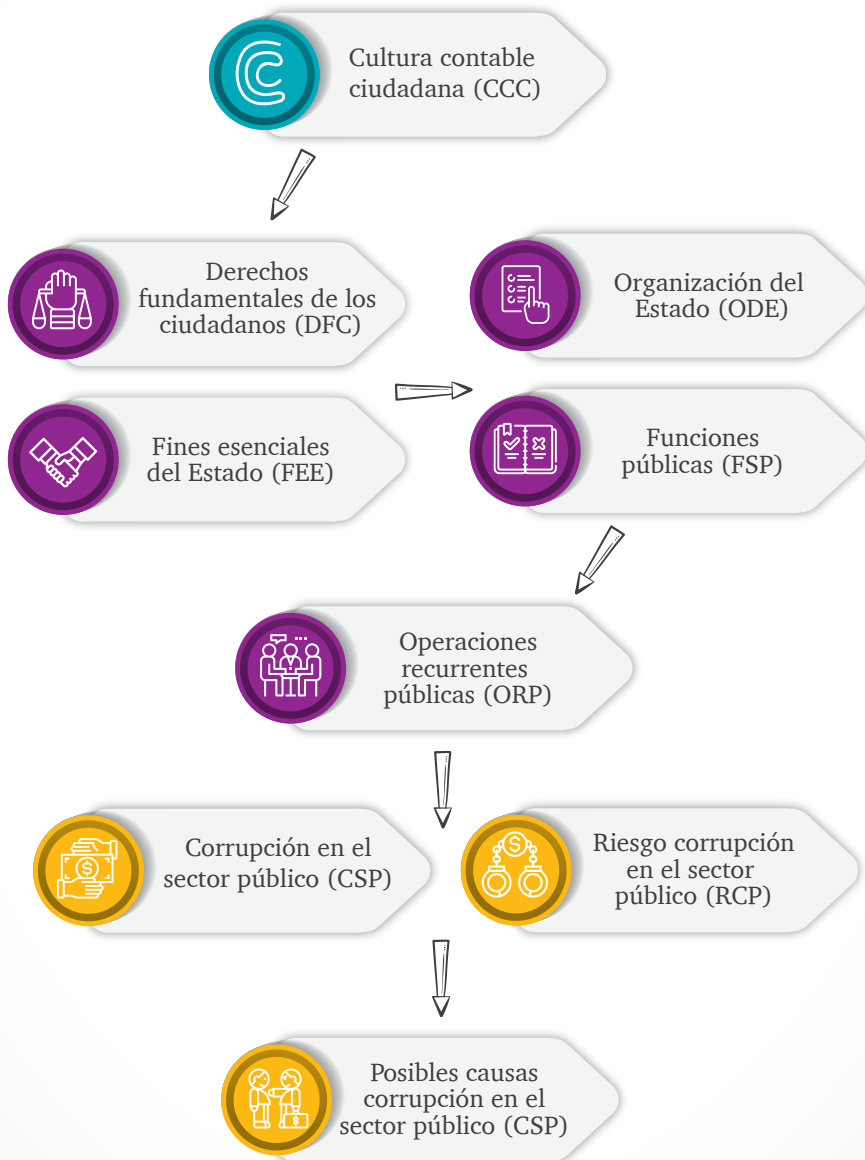 Cultura contable
ciudadana (CCC)
Derechos
fundamentales de los
ciudadanos (DFC)
Organización del
Estado (ODE)
Fines esenciales
del Estado (FEE)
Funciones
públicas (FSP)
Operaciones
recurrentes
públicas (ORP)
Corrupción en el
sector público (CSP)
Riesgo corrupción
en el sector
público (RCP)
Posibles causas
corrupción en el
sector público (CSP)